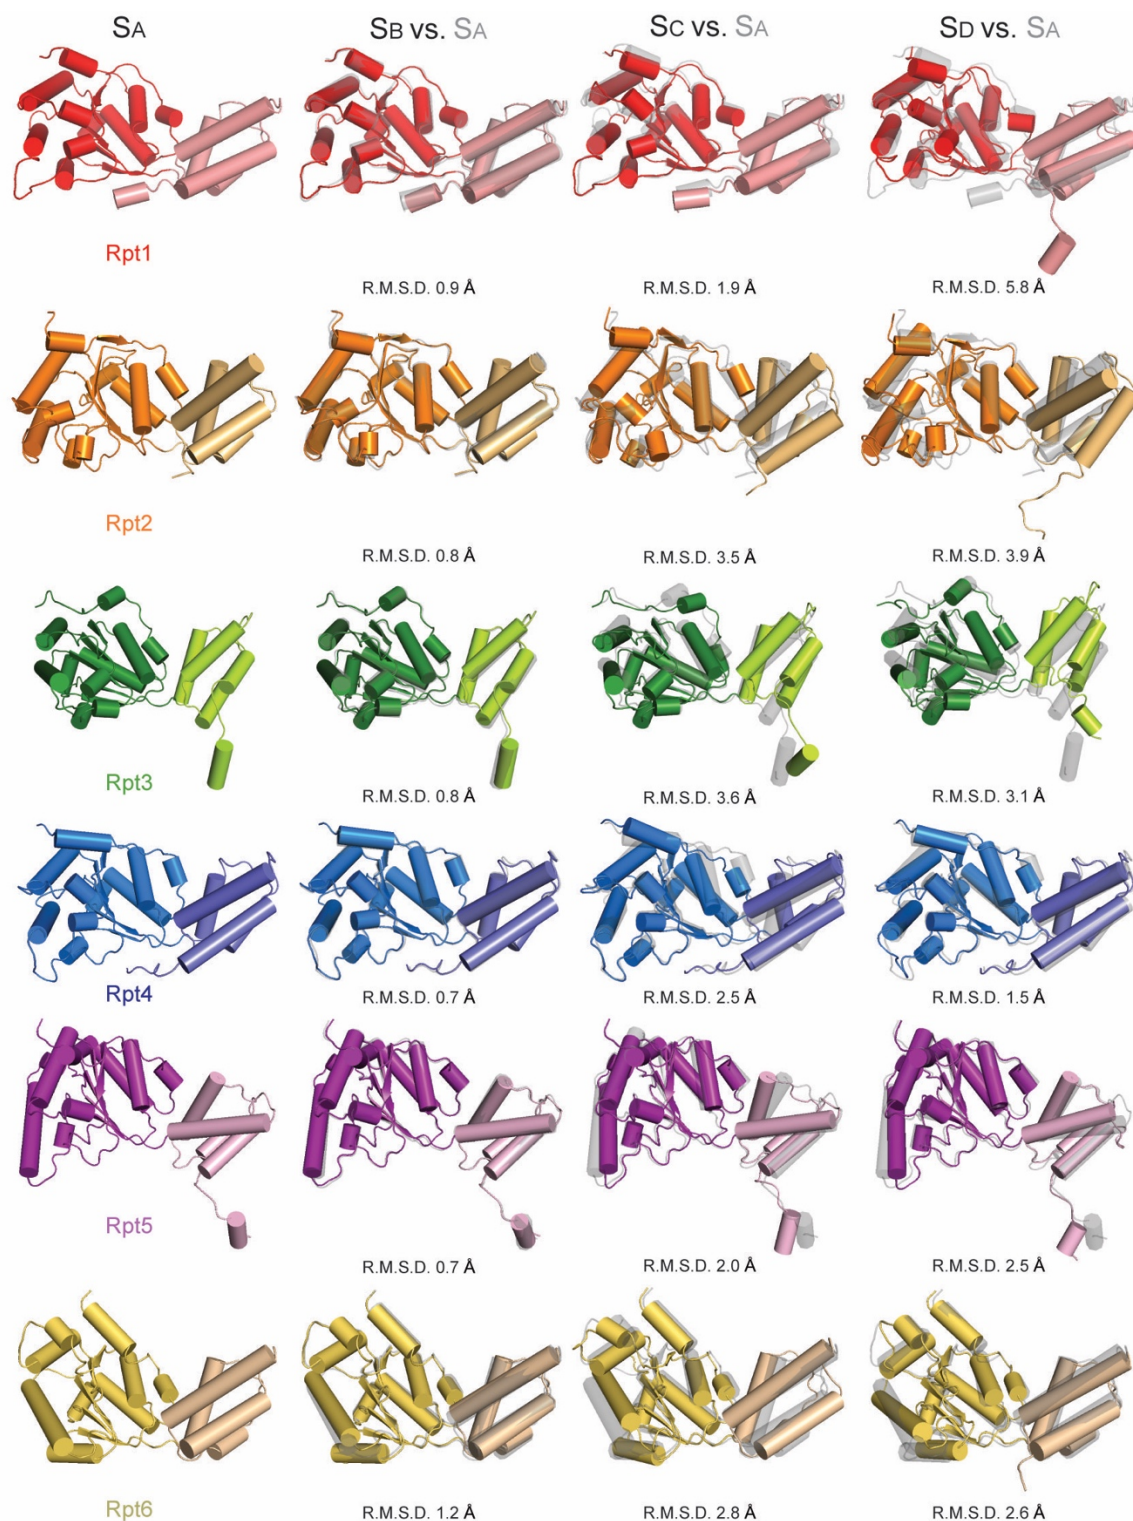 SA SB vs. SA SC vs. SA SD vs. SA
Rpt1
R.M.S.D. 0.9 Å R.M.S.D. 1.9 Å R.M.S.D. 5.8 Å
Rpt2
R.M.S.D. 0.8 Å R.M.S.D. 3.5 Å R.M.S.D. 3.9 Å
Rpt3
R.M.S.D. 0.8 Å R.M.S.D. 3.6 Å R.M.S.D. 3.1 Å
Rpt4
R.M.S.D. 0.7 Å R.M.S.D. 2.5 Å R.M.S.D. 1.5 Å
Rpt5
R.M.S.D. 0.7 Å R.M.S.D. 2.0 Å R.M.S.D. 2.5 Å
Rpt6
R.M.S.D. 1.2 Å R.M.S.D. 2.8 Å R.M.S.D. 2.6 Å